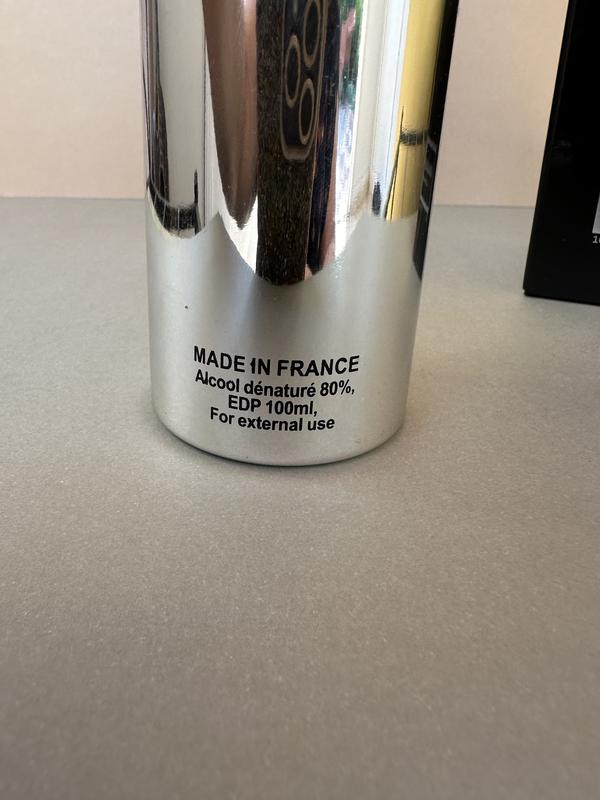 MADE IN FRANCE
Alcool dénaturé 80%,
EDP 100ml,
For external use